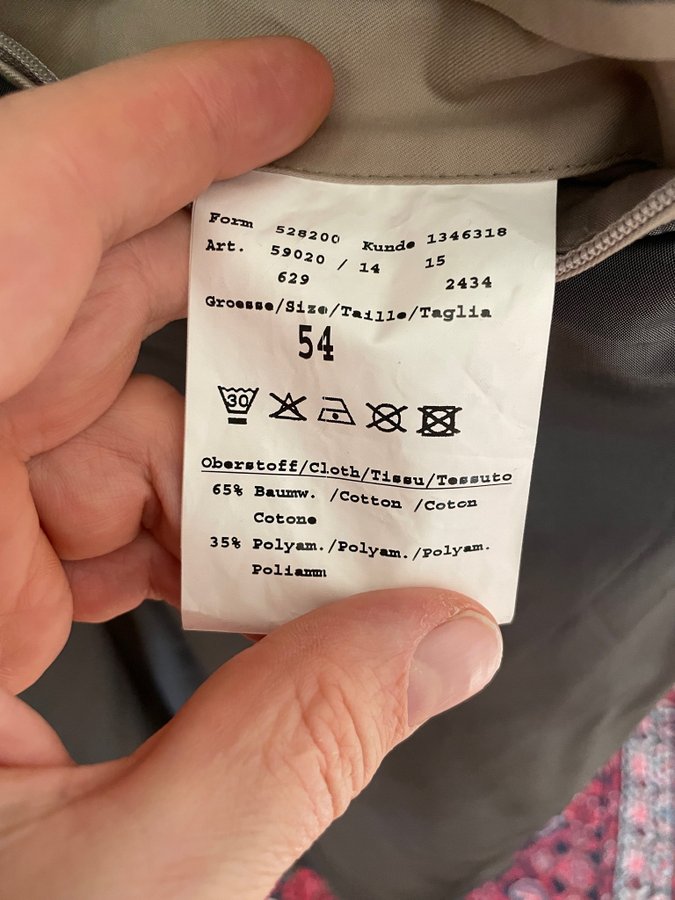 Form 528200 Kunde 1346318
Art. 59020 / 14 15
629 2434
Groesse/Size/Taille/Taglia
54
30
Oberstoff/Cloth/Tissu/Tessuto
65% Baumw. /Cotton /Coton
Cotone
35% Polyam./Polyam./Polyam.
Poliamm